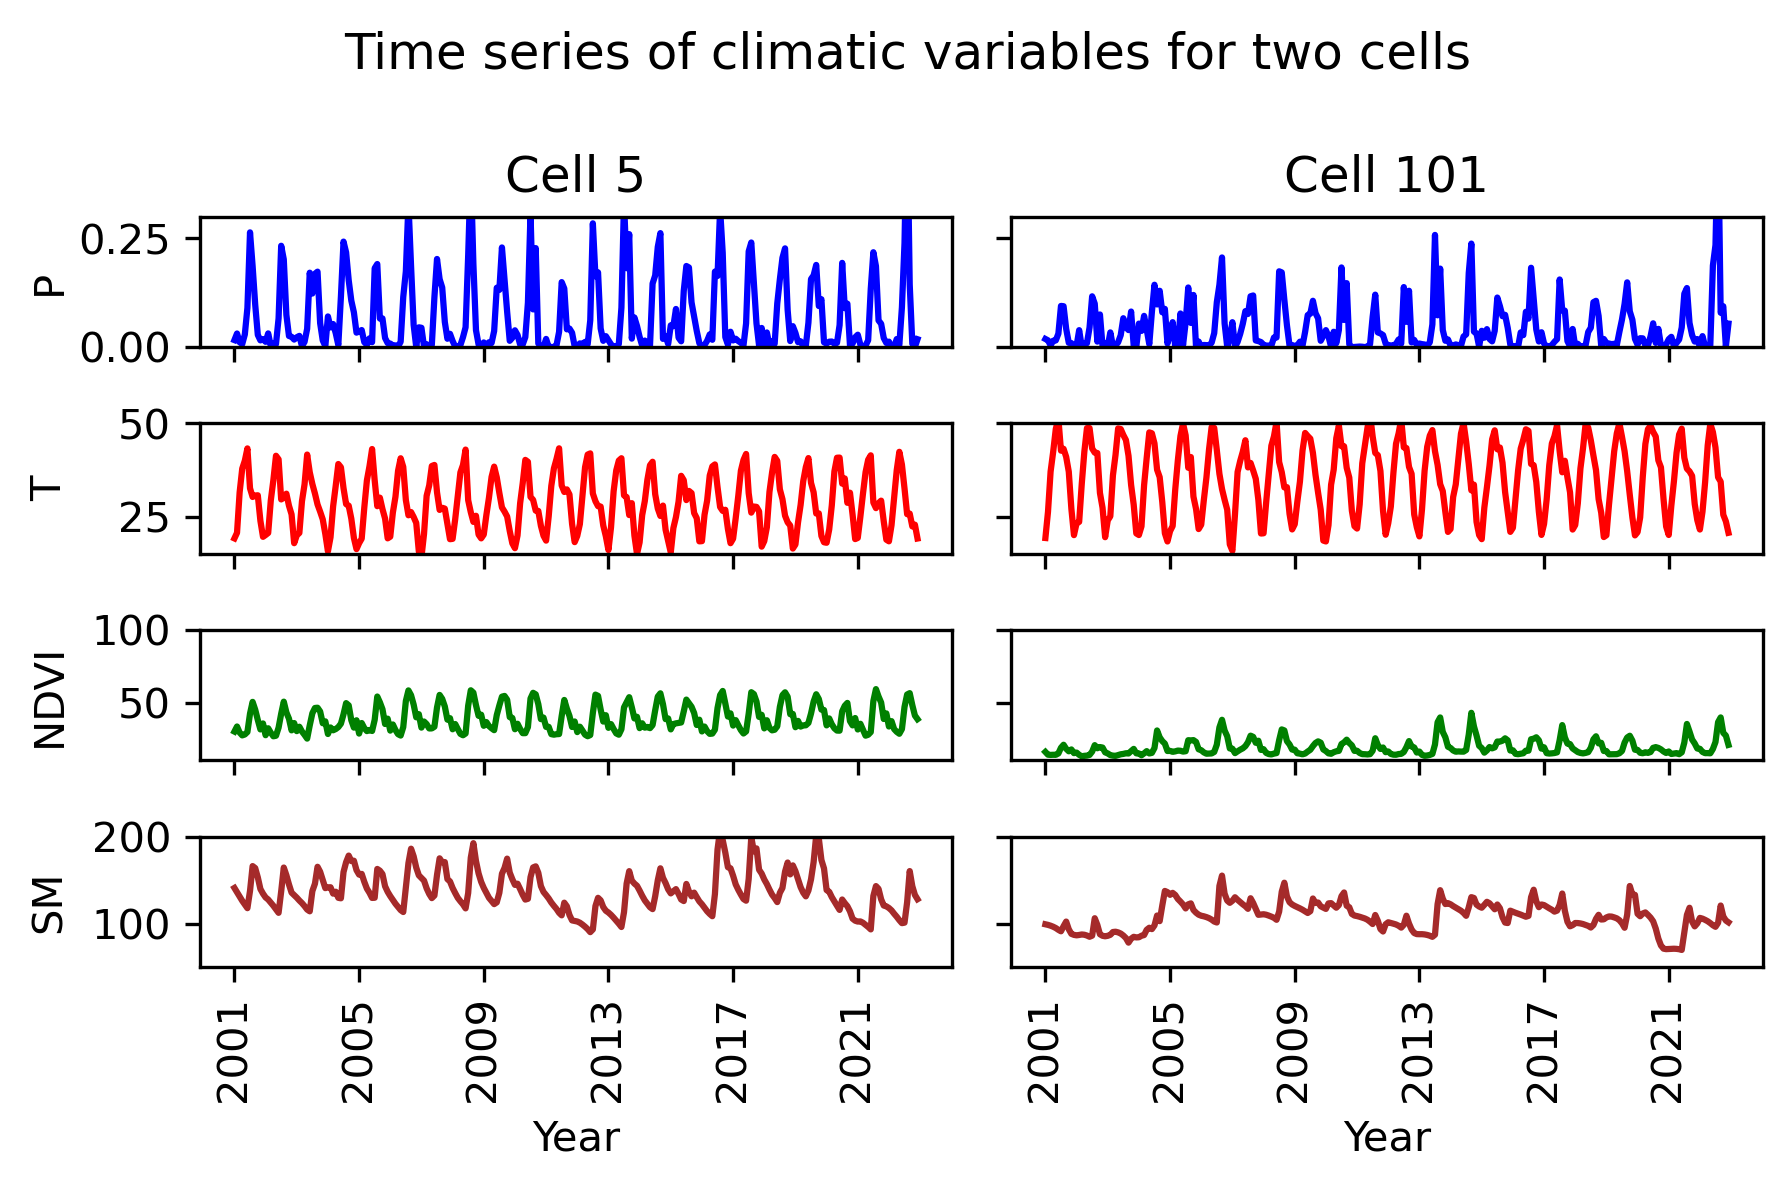 Time series of climatic variables for two cells
Cell 5
Cell 101
P
0.25
0.00
T
50
25
NDVI
100
50
SM
200
100
2001 2005 2009 2013 2017 2021
2001 2005 2009 2013 2017 2021
Year
Year